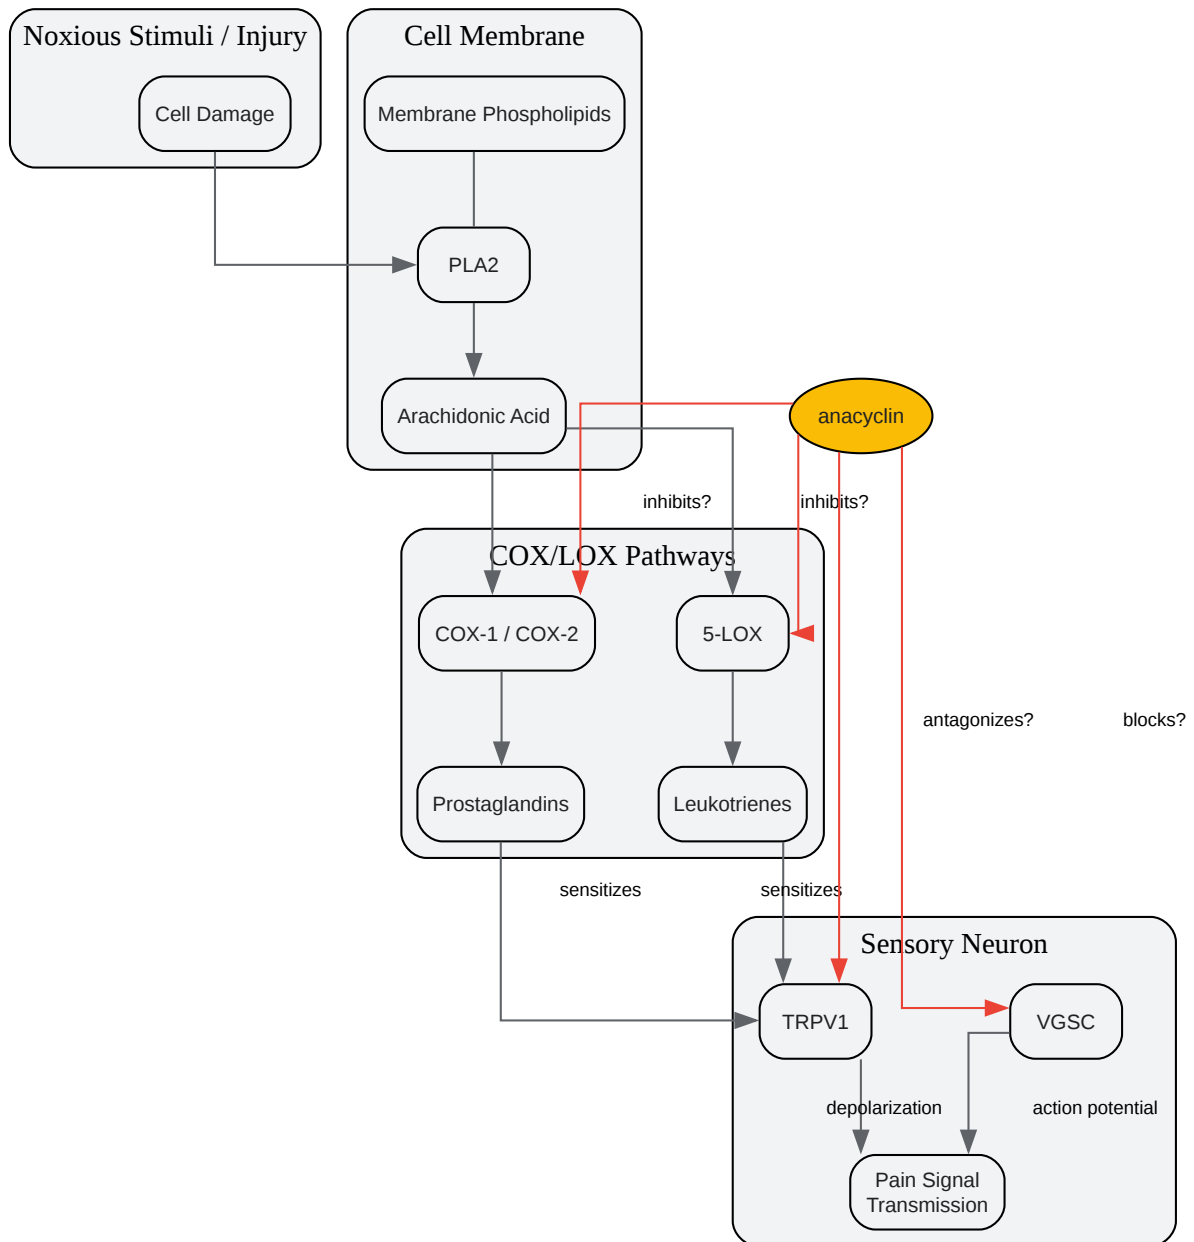 Noxious Stimuli / Injury
Cell Membrane
Cell Damage
Membrane Phospholipids
PLA2
Arachidonic Acid
anacyclin
inhibits?
inhibits?
COX/LOX Pathways
COX-1 / COX-2
5-LOX
antagonizes?
blocks?
Prostaglandins
Leukotrienes
sensitizes
sensitizes
Sensory Neuron
TRPV1
VGSC
depolarization
action potential
Pain Signal
Transmission